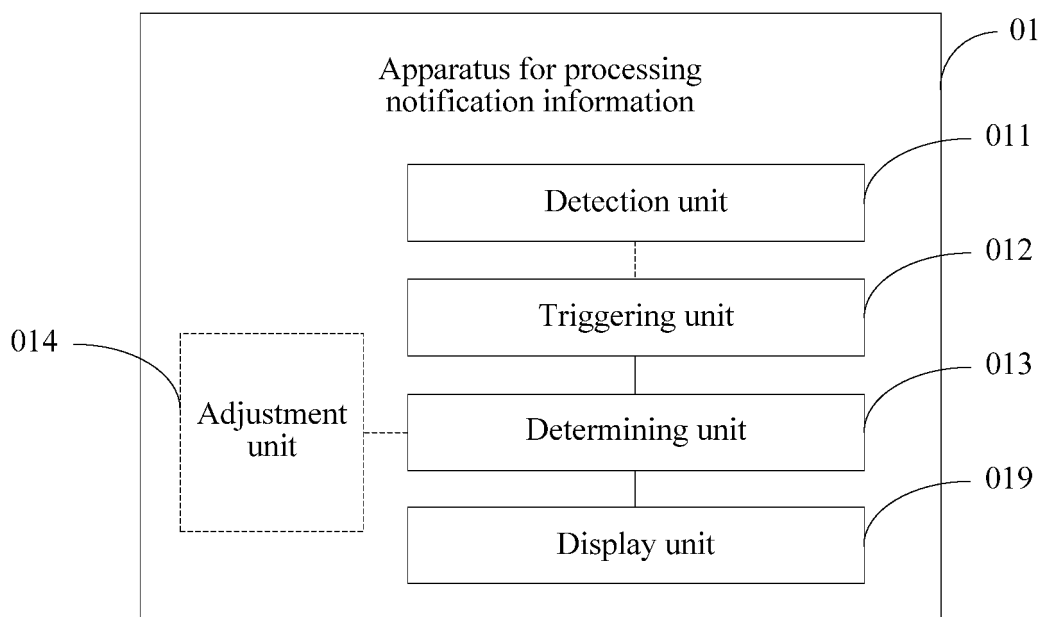 01
Apparatus for processing
notification information
011
Detection unit
012
Triggering unit
014
013
Adjustment
unit
Determining unit
019
Display unit